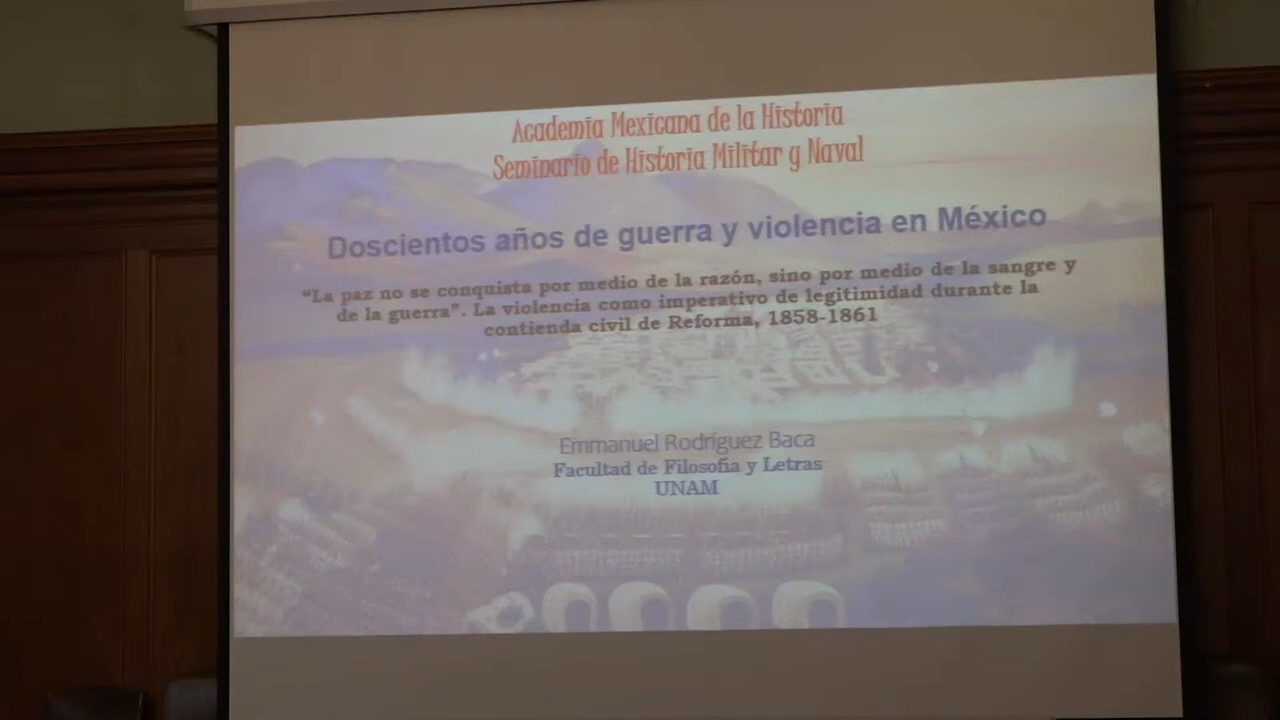 Academia Mexicana de la Historia
Seminario de Historia Militar y Naval
Doscientos años de guerra y violencia en México
“La paz no se conquista por medio de la razón, sino por medio de la sangre y
de la guerra”. La violencia como imperativo de legitimidad durante la
contienda civil de Reforma, 1858-1861
Emmanuel Rodríguez Baca
Facultad de Filosofía y Letras
UNAM